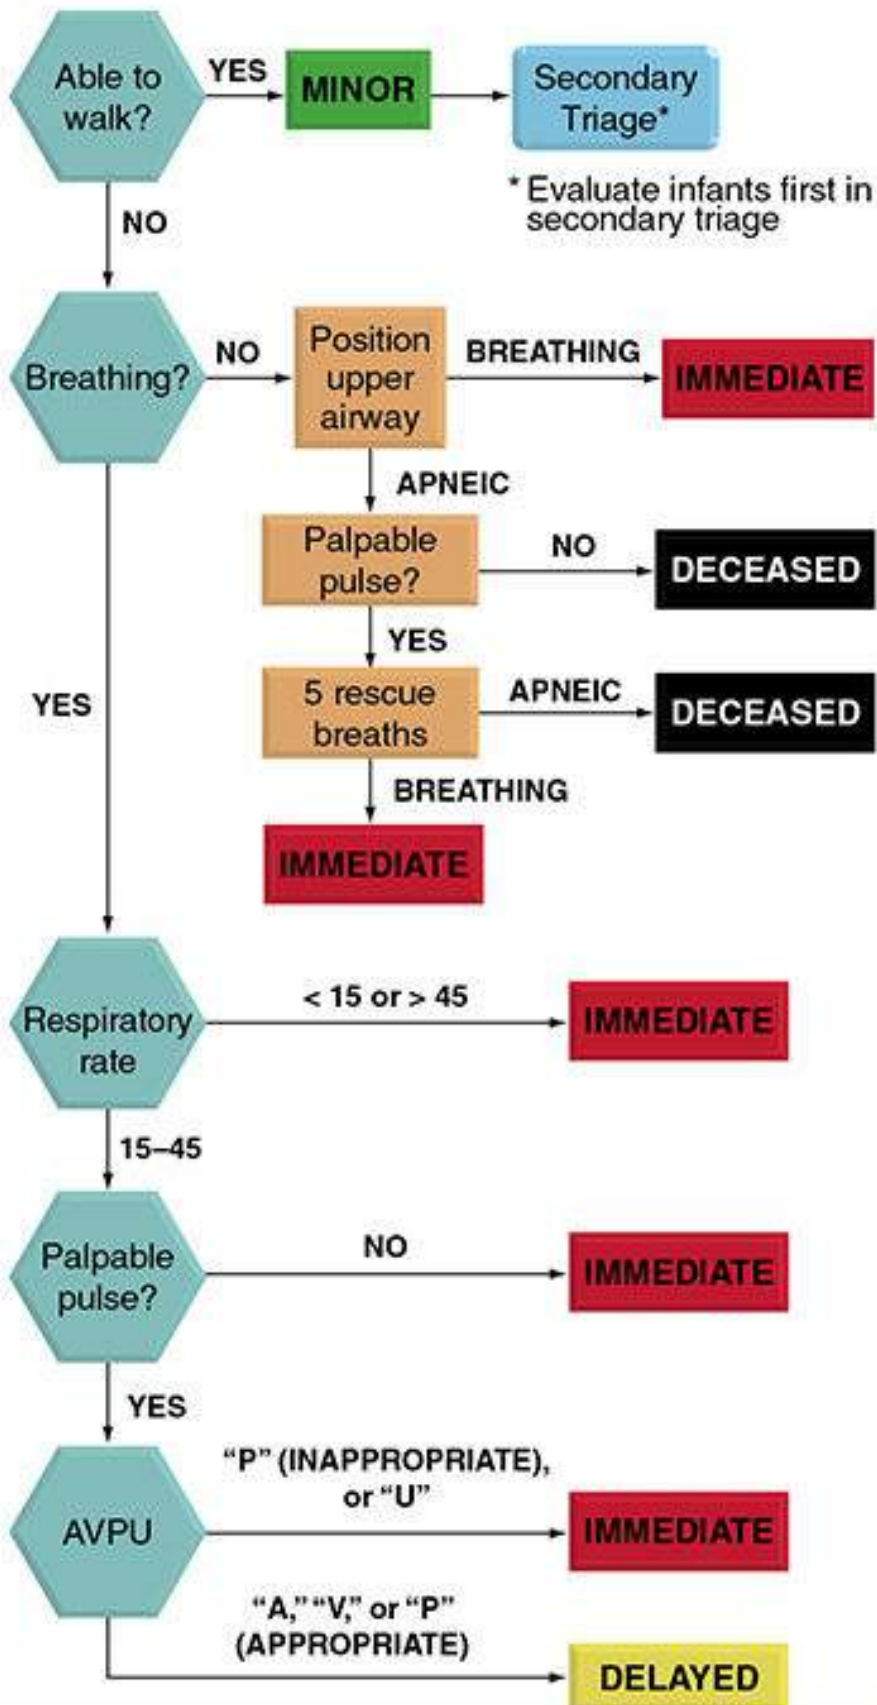 Able to
walk?
YES
MINOR
Secondary
Triage*
* Evaluate infants first in
secondary triage
NO
Breathing?
NO
Position
upper
airway
BREATHING
IMMEDIATE
APNEIC
Palpable
pulse?
NO
DECEASED
YES
5 rescue
breaths
APNEIC
DECEASED
BREATHING
IMMEDIATE
YES
Respiratory
rate
< 15 or > 45
IMMEDIATE
15–45
Palpable
pulse?
NO
IMMEDIATE
YES
AVPU
“P” (INAPPROPRIATE),
or “U”
IMMEDIATE
“A,” “V,” or “P”
(APPROPRIATE)
DELAYED